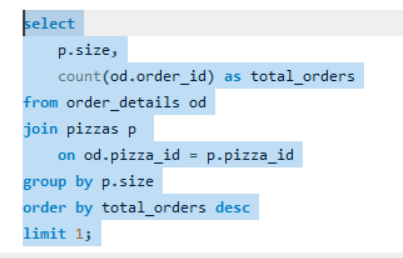 select
    p.size,
    count(od.order_id) as total_orders
from order_details od
join pizzas p
    on od.pizza_id = p.pizza_id
group by p.size
order by total_orders desc
limit 1;